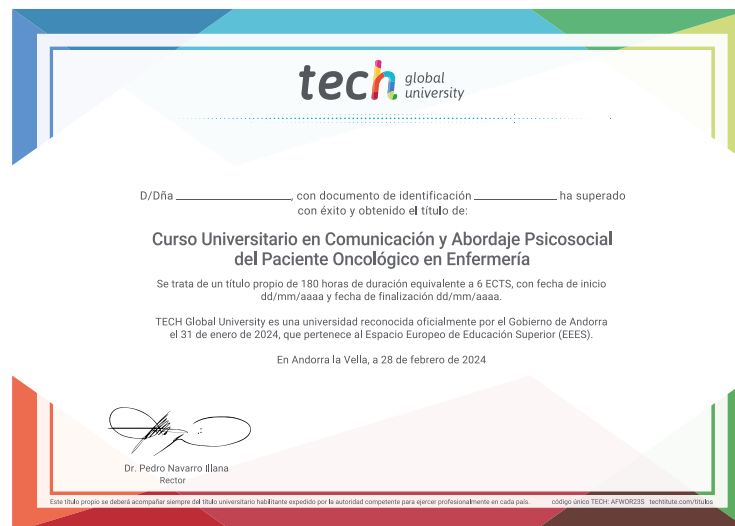 tech global university
D/Dña ________________, con documento de identificación ____________ ha superado
con éxito y obtenido el título de:
Curso Universitario en Comunicación y Abordaje Psicosocial
del Paciente Oncológico en Enfermería
Se trata de un título propio de 180 horas de duración equivalente a 6 ECTS, con fecha de inicio
dd/mm/aaaa y fecha de finalización dd/mm/aaaa.
TECH Global University es una universidad reconocida oficialmente por el Gobierno de Andorra
el 31 de enero de 2024, que pertenece al Espacio Europeo de Educación Superior (EEES).
En Andorra la Vella, a 28 de febrero de 2024
Dr. Pedro Navarro Illana
Rector
Este título propio se deberá acompañar siempre del título universitario habilitante expedido por la autoridad competente para ejercer profesionalmente en cada país. código único TECH: AFWOR23S techtitute.com/titulos